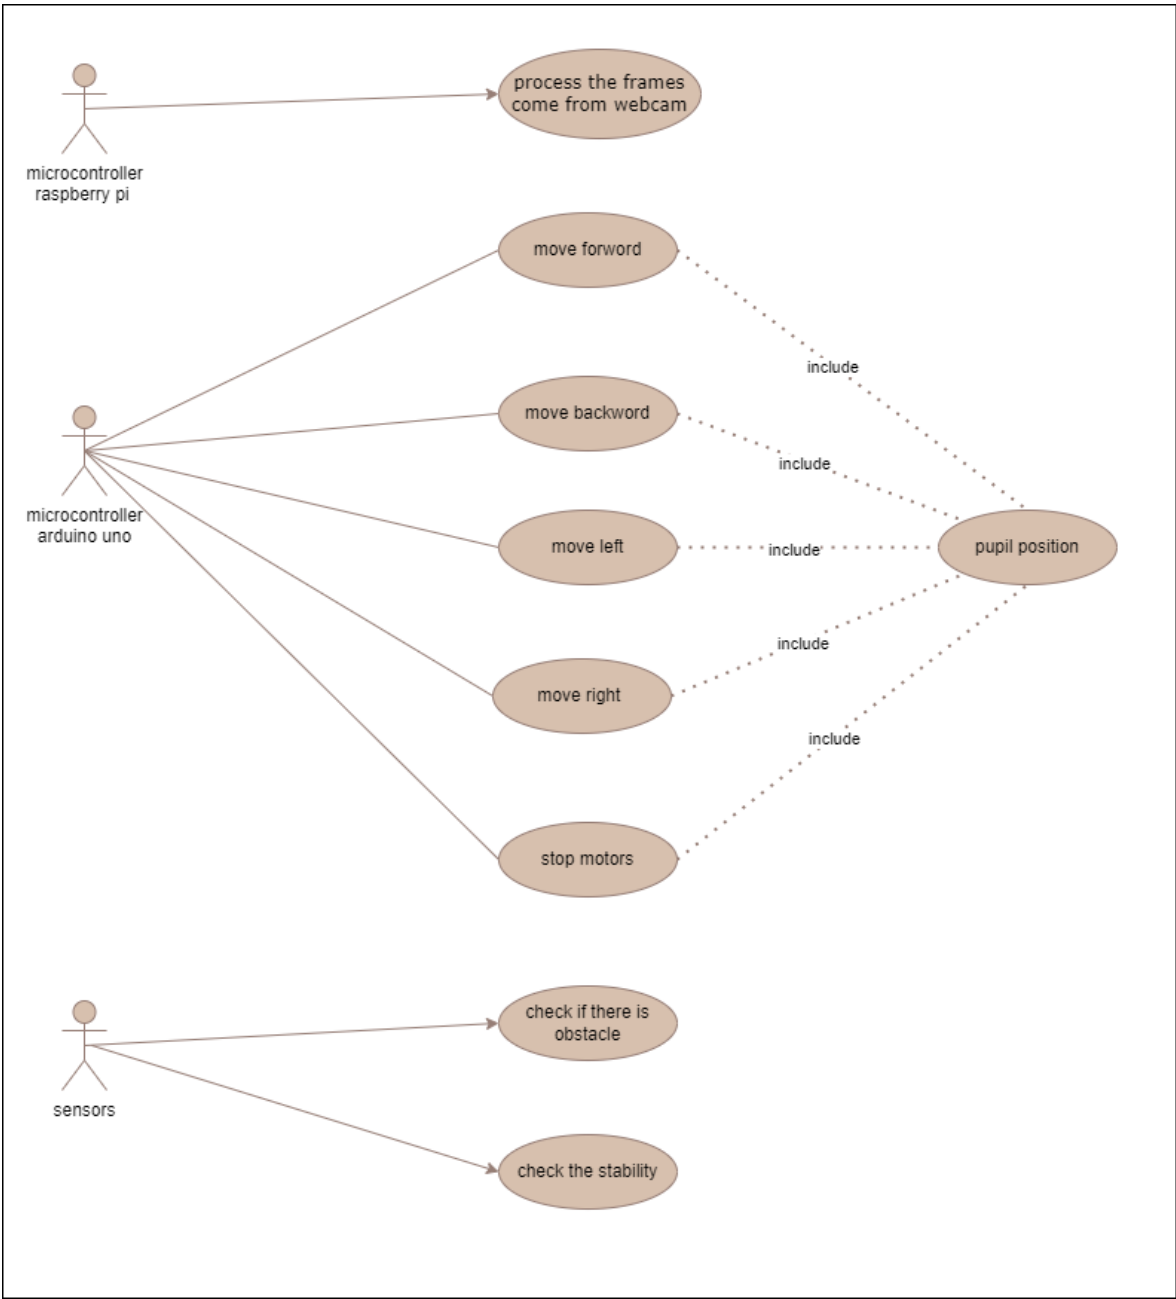 process the frames
come from webcam
microcontroller
raspberry pi
move forword
include
move backword
include
microcontroller
arduino uno
move left
include
pupil position
include
move right
include
stop motors
check if there is
obstacle
sensors
check the stability